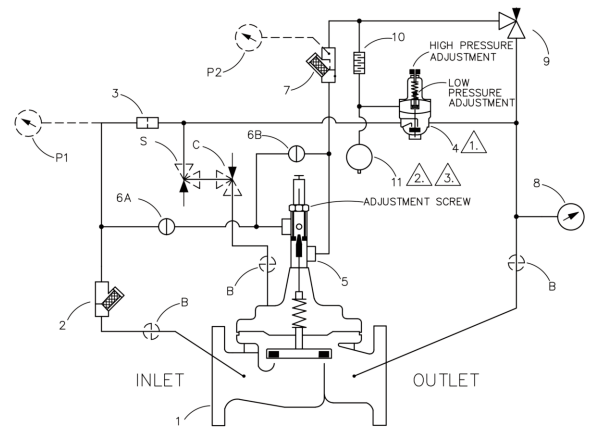 P2
7
10
HIGH PRESSURE
ADJUSTMENT
LOW
PRESSURE
ADJUSTMENT
9
3
P1
S
C
6B
4
1.
11
2.
3.
6A
ADJUSTMENT SCREW
8
B
5
B
2
B
INLET
OUTLET
1